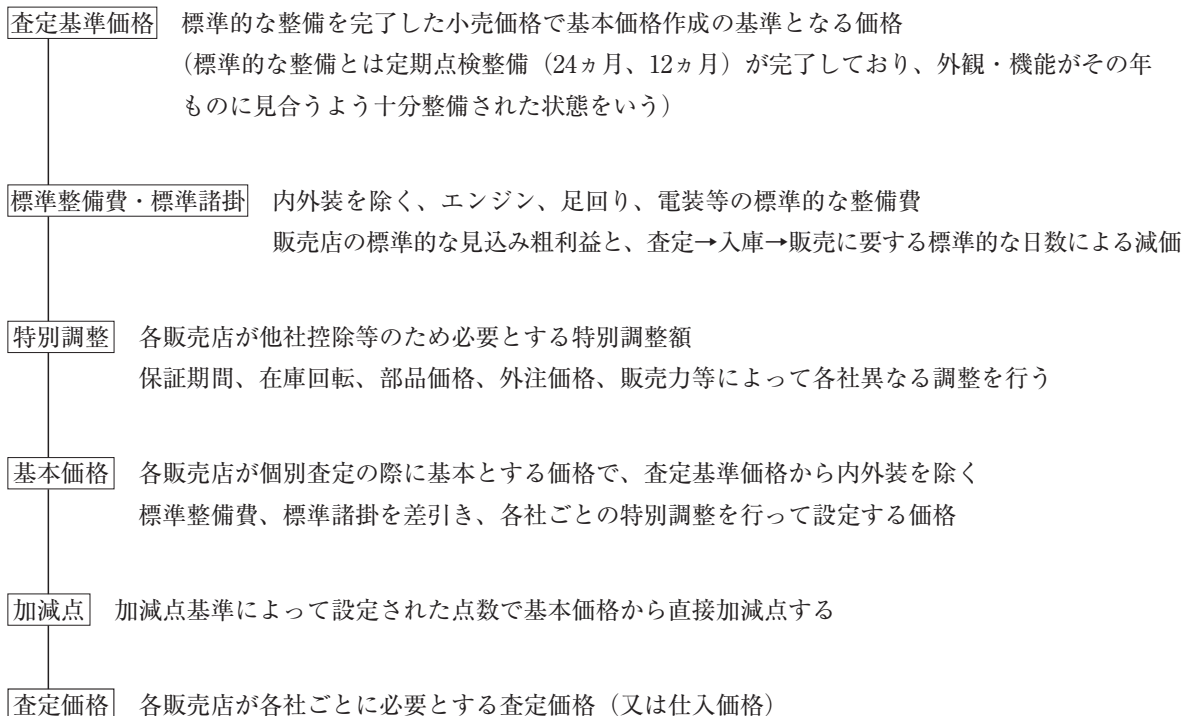 査定基準価格　標準的な整備を完了した小売価格で基本価格作成の基準となる価格
（標準的な整備とは定期点検整備（24ヵ月、12ヵ月）が完了しており、外観・機能がその年
ものに見合うよう十分整備された状態をいう）
標準整備費・標準諸掛　内外装を除く、エンジン、足回り、電装等の標準的な整備費
販売店の標準的な見込み粗利益と、査定→入庫→販売に要する標準的な日数による減価
特別調整　各販売店が他社控除等のため必要とする特別調整額
保証期間、在庫回転、部品価格、外注価格、販売力等によって各社異なる調整を行う
基本価格　各販売店が個別査定の際に基本とする価格で、査定基準価格から内外装を除く
標準整備費、標準諸掛を差引き、各社ごとの特別調整を行って設定する価格
加減点　加減点基準によって設定された点数で基本価格から直接加減点する
査定価格　各販売店が各社ごとに必要とする査定価格（又は仕入価格）